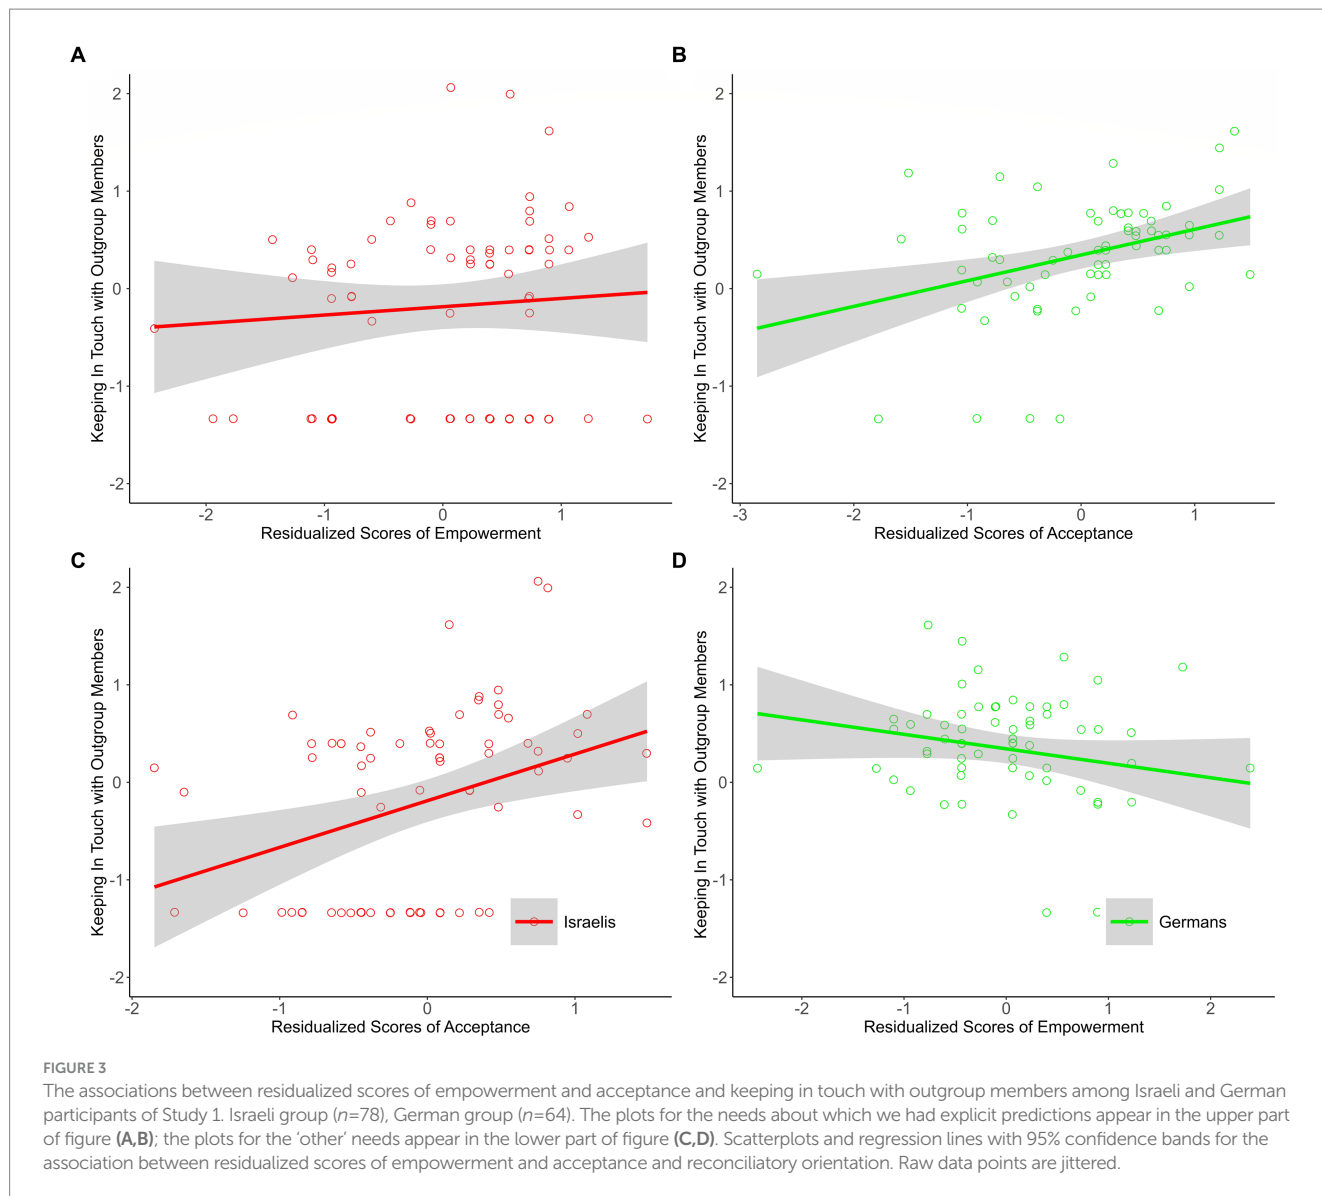 A
Keeping In Touch with Outgroup Members
2
1
0
-1
-2
-2
-1
0
1
Residualized Scores of Empowerment
B
Keeping In Touch with Outgroup Members
2
1
0
-1
-2
-3
-2
-1
0
1
Residualized Scores of Acceptance
C
Keeping In Touch with Outgroup Members
2
1
0
-1
-2
-2
-1
0
1
Residualized Scores of Acceptance
Israelis
D
Keeping In Touch with Outgroup Members
2
1
0
-1
-2
-2
-1
0
1
2
Residualized Scores of Empowerment
Germans
FIGURE 3
The associations between residualized scores of empowerment and acceptance and keeping in touch with outgroup members among Israeli and German
participants of Study 1. Israeli group (n=78), German group (n=64). The plots for the needs about which we had explicit predictions appear in the upper part
of figure (A,B); the plots for the ‘other’ needs appear in the lower part of figure (C,D). Scatterplots and regression lines with 95% confidence bands for the
association between residualized scores of empowerment and acceptance and reconciliatory orientation. Raw data points are jittered.